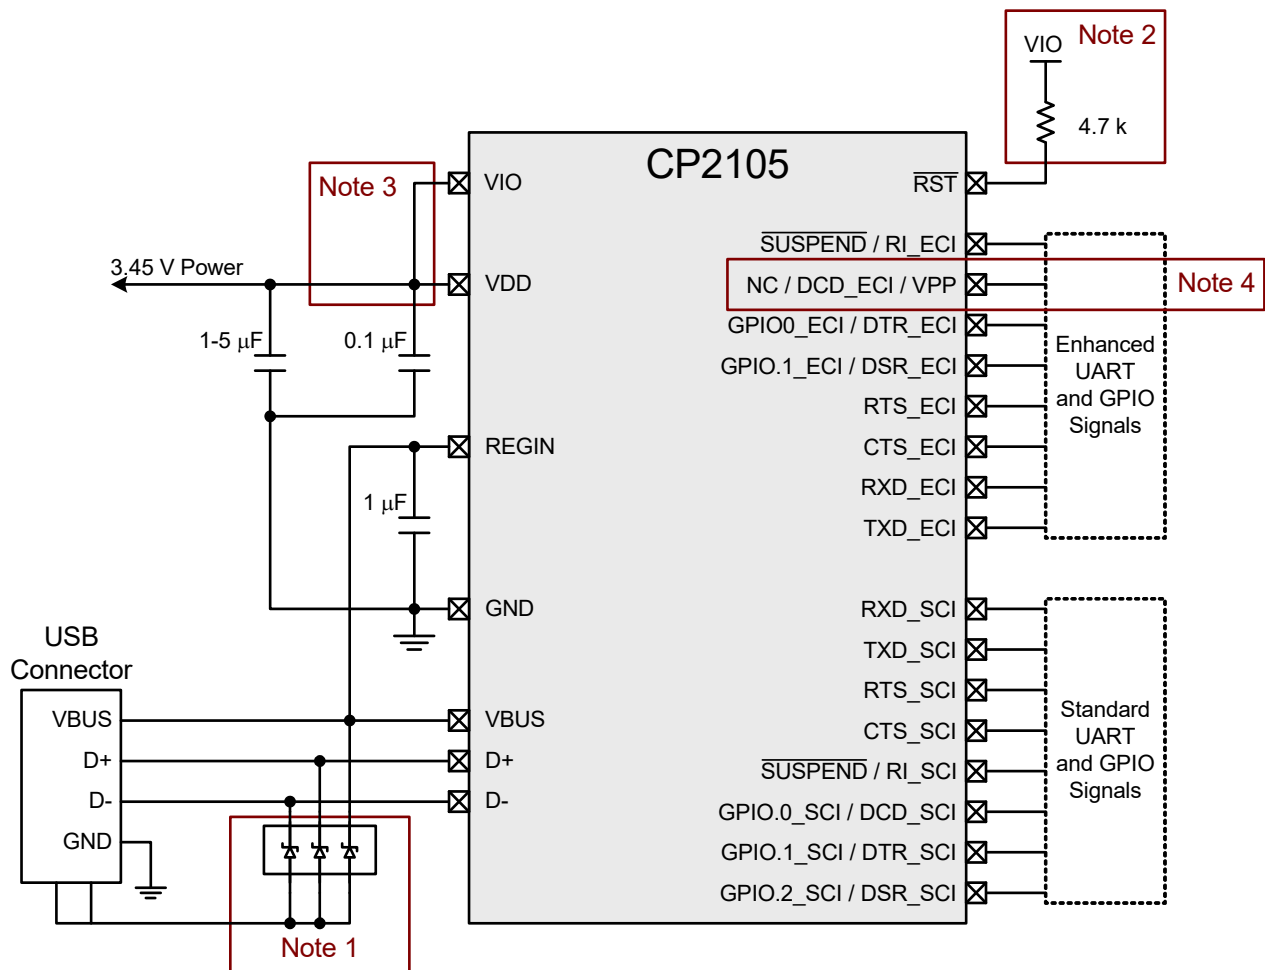 VIO
Note 2
4.7 k
CP2105
Note 3
VIO
RST
SUSPEND / RI_ECI
3.45 V Power
VDD
NC / DCD_ECI / VPP
Note 4
GPIO0_ECI / DTR_ECI
1-5 μF
0.1 μF
GPIO.1_ECI / DSR_ECI
Enhanced
UART
and GPIO
Signals
RTS_ECI
REGIN
CTS_ECI
1 μF
RXD_ECI
TXD_ECI
GND
RXD_SCI
USB
Connector
TXD_SCI
RTS_SCI
VBUS
VBUS
CTS_SCI
Standard
UART
and GPIO
Signals
D+
D+
SUSPEND / RI_SCI
D-
D-
GPIO.0_SCI / DCD_SCI
GND
GPIO.1_SCI / DTR_SCI
GPIO.2_SCI / DSR_SCI
Note 1